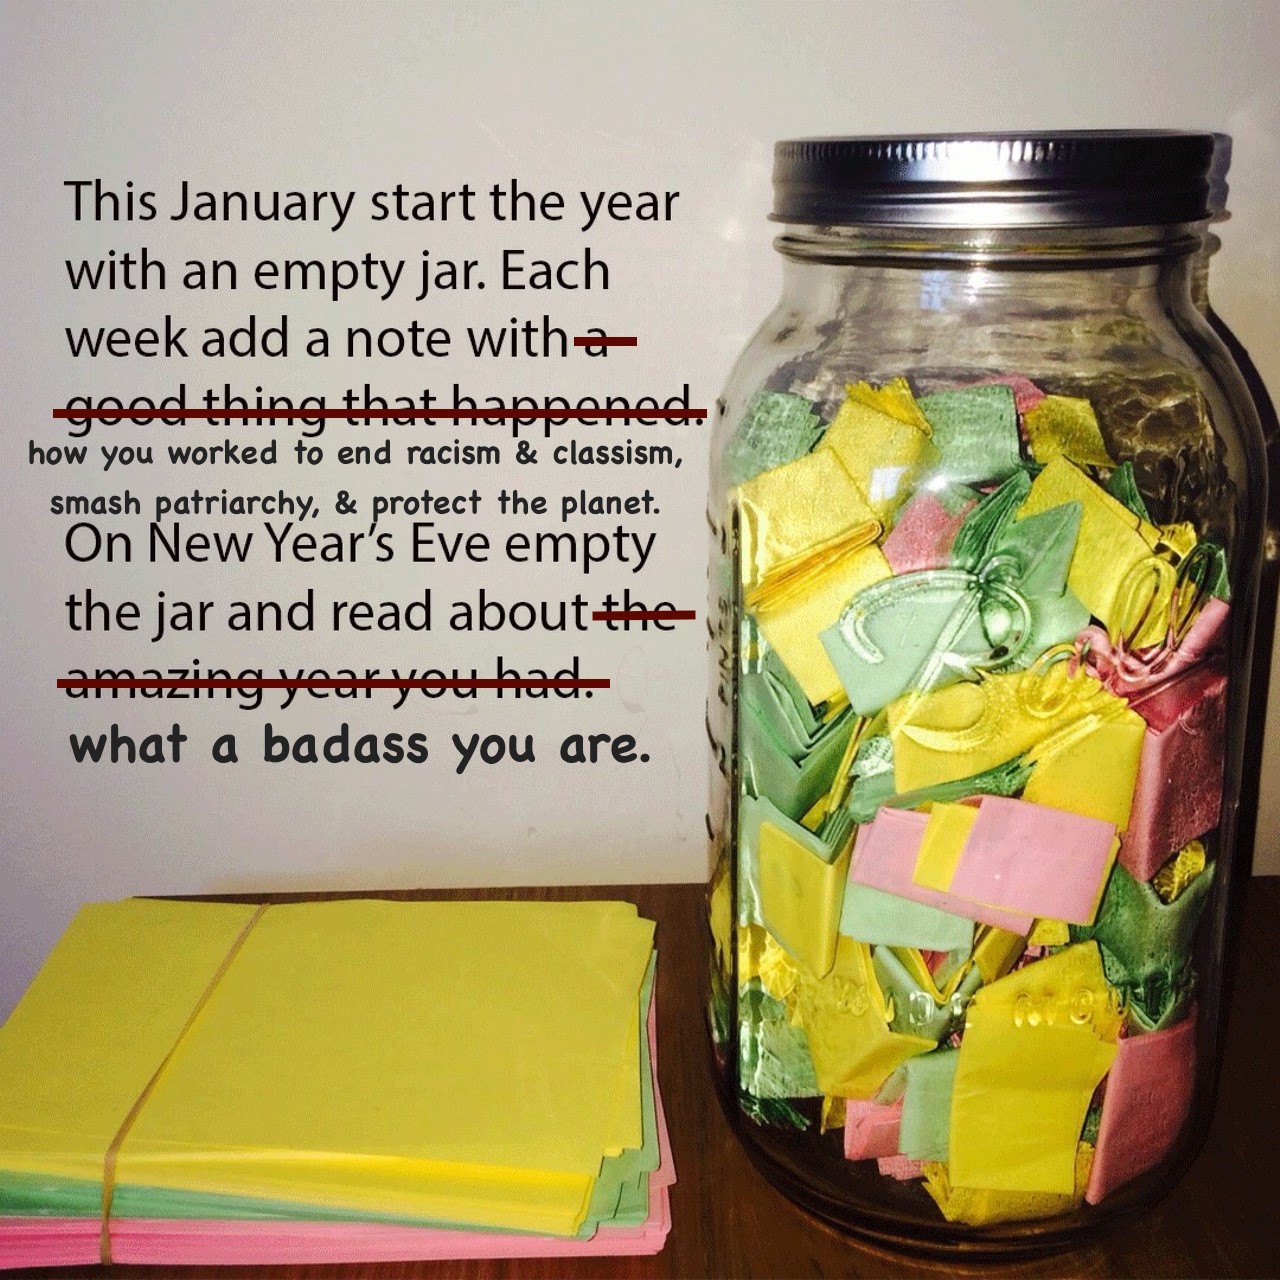 This January start the year
with an empty jar. Each
week add a note with a
good thing that happened.
how you worked to end racism & classism,
smash patriarchy, & protect the planet.
On New Year's Eve empty
the jar and read about the
amazing year you had.
what a badass you are.